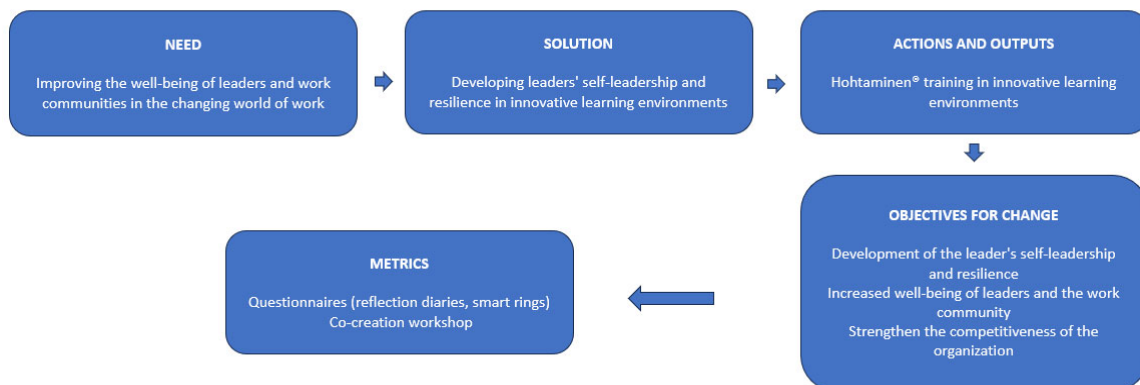 NEED
Improving the well-being of leaders and work
communities in the changing world of work
SOLUTION
Developing leaders' self-leadership and
resilience in innovative learning environments
ACTIONS AND OUTPUTS
Hohtaminen® training in innovative learning
environments
OBJECTIVES FOR CHANGE
Development of the leader's self-leadership
and resilience
Increased well-being of leaders and the work
community
Strengthen the competitiveness of the
organization
METRICS
Questionnaires (reflection diaries, smart rings)
Co-creation workshop